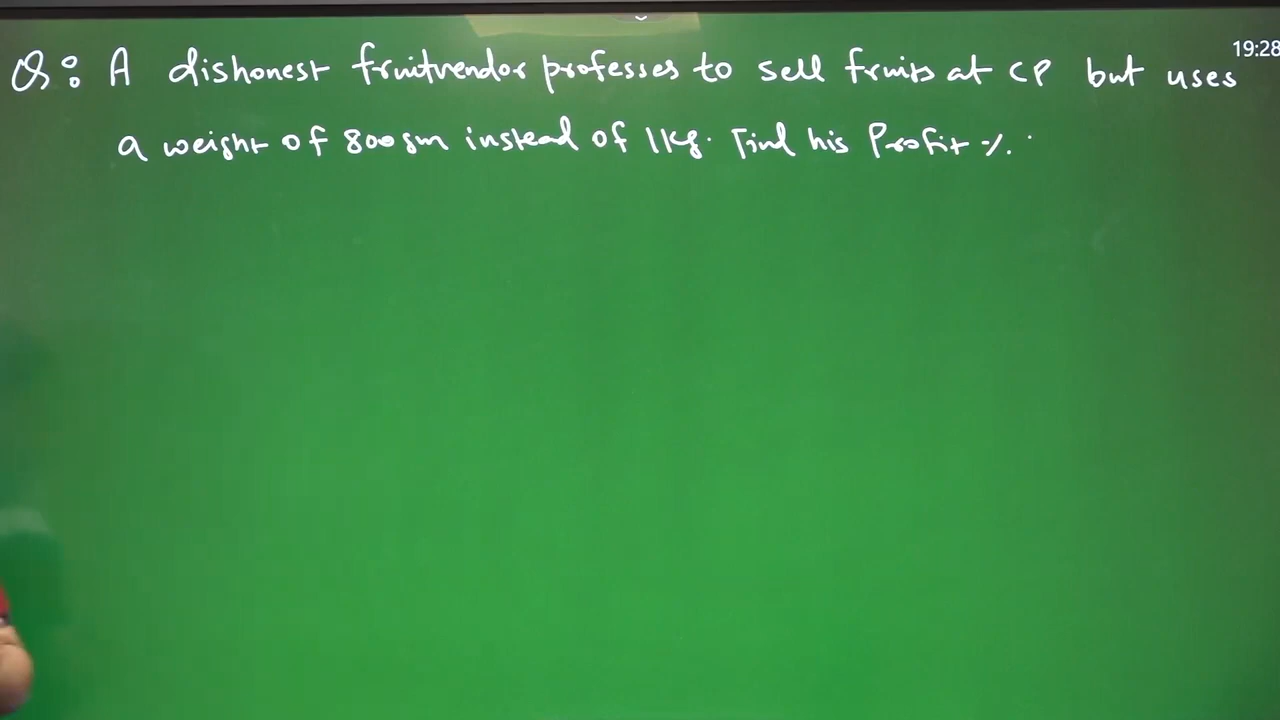 19:28
Q: A dishonest fruitvendor professes to sell fruits at CP but uses
a weight of 800gm instead of 1Kg. Find his Profit %.